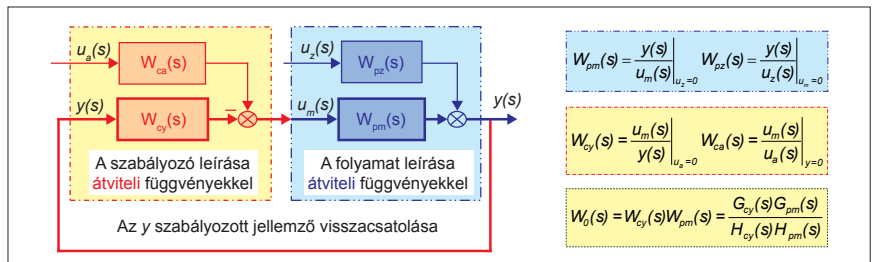 u_a(s)
W_ca(s)
y(s)
W_cy(s)
–
A szabályozó leírása
átviteli függvényekkel
u_z(s)
W_pz(s)
u_m(s)
W_pm(s)
y(s)
A folyamat leírása
átviteli függvényekkel
Az y szabályozott jellemző visszacsatolása
W_pm(s) = y(s)/u_m(s) |u_z=0 W_pz(s) = y(s)/u_z(s) |u_m=0
W_cy(s) = u_m(s)/y(s) |u_a=0 W_ca(s) = u_m(s)/u_a(s) |y=0
W_0(s) = W_cy(s)W_pm(s) = G_cy(s)G_pm(s)/H_cy(s)H_pm(s)